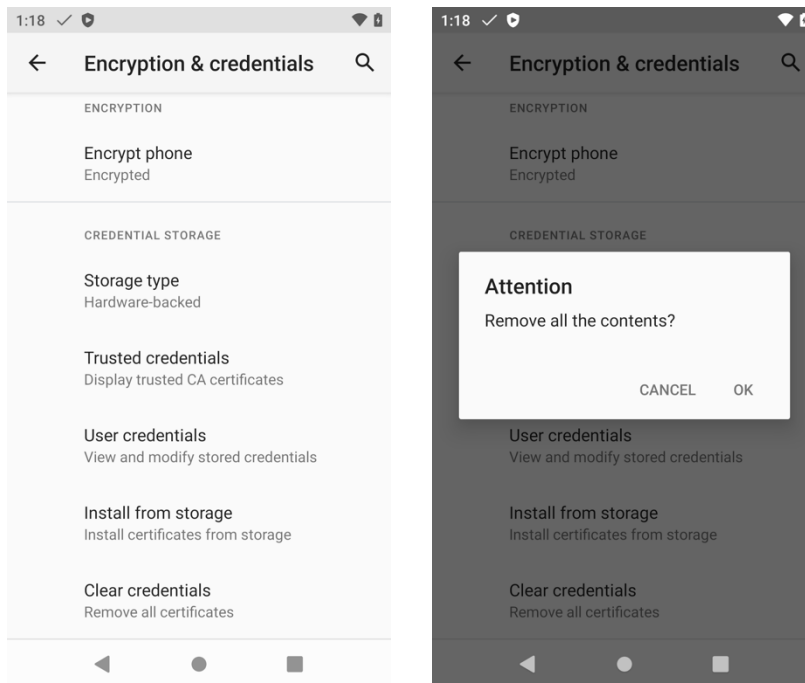 1:18
Encryption & credentials
ENCRYPTION
Encrypt phone
Encrypted
CREDENTIAL STORAGE
Storage type
Hardware-backed
Trusted credentials
Display trusted CA certificates
User credentials
View and modify stored credentials
Install from storage
Install certificates from storage
Clear credentials
Remove all certificates
1:18
Encryption & credentials
ENCRYPTION
Encrypt phone
Encrypted
CREDENTIAL STORAGE
Attention
Remove all the contents?
CANCEL OK
User credentials
View and modify stored credentials
Install from storage
Install certificates from storage
Clear credentials
Remove all certificates